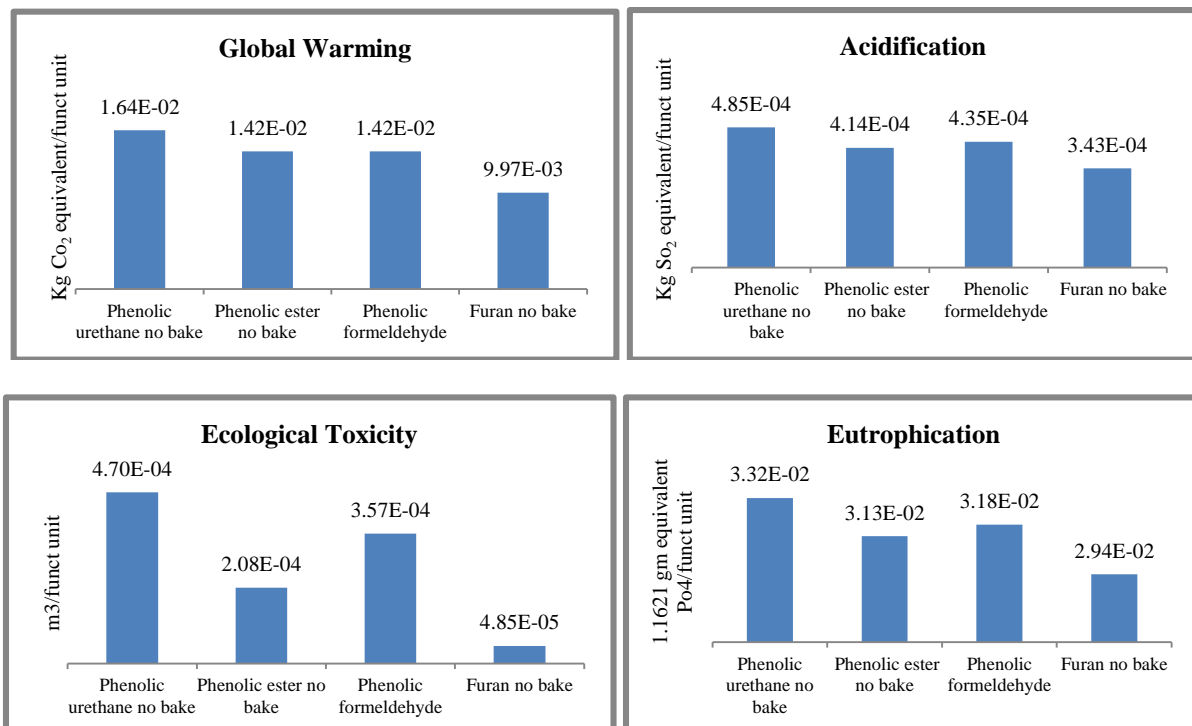 Global Warming
Kg Co₂ equivalent/funct unit
1.64E-02
1.42E-02
1.42E-02
9.97E-03
Phenolic
urethane no bake
Phenolic ester
no bake
Phenolic
formeldehyde
Furan no bake
Acidification
Kg So₂ equivalent/funct unit
4.85E-04
4.14E-04
4.35E-04
3.43E-04
Phenolic
urethane no
bake
Phenolic ester
no bake
Phenolic
formeldehyde
Furan no bake
Ecological Toxicity
m3/funct unit
4.70E-04
2.08E-04
3.57E-04
4.85E-05
Phenolic
urethane no bake
Phenolic ester no
bake
Phenolic
formeldehyde
Furan no bake
Eutrophication
1.1621 gm equivalent
Po4/funct unit
3.32E-02
3.13E-02
3.18E-02
2.94E-02
Phenolic
urethane no
bake
Phenolic ester
no bake
Phenolic
formeldehyde
Furan no bake